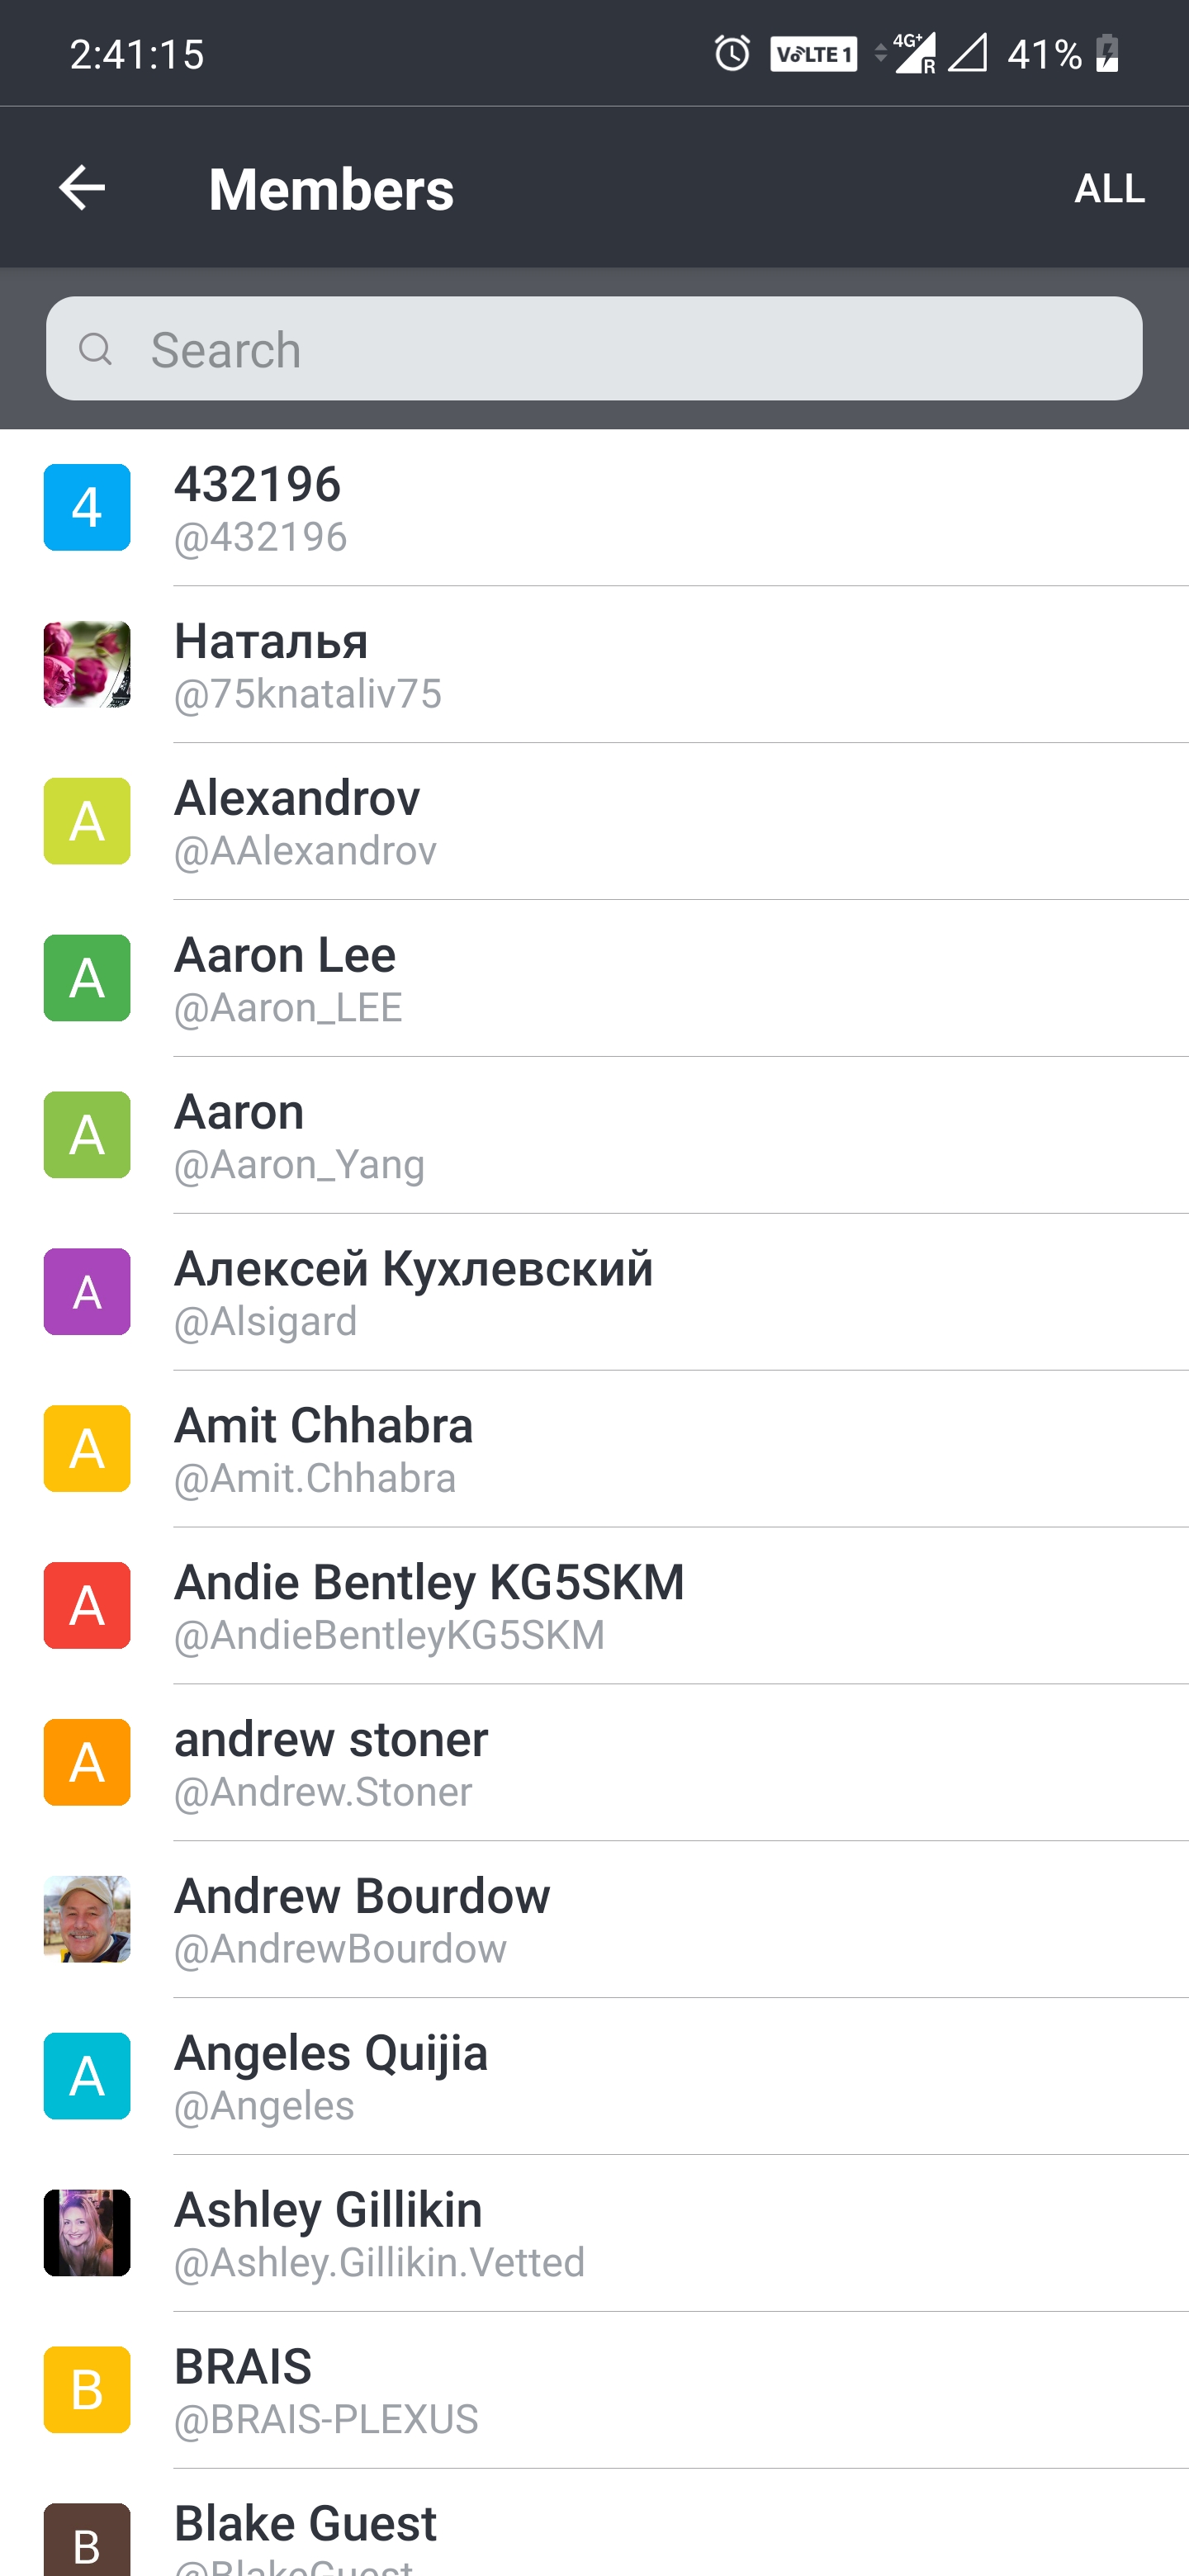 2:41:15 VoLTE 1 4G+ R 41%
Members ALL
Search
4 432196
@432196
Наталья
@75knataliv75
A Alexandrov
@AAlexandrov
A Aaron Lee
@Aaron_LEE
A Aaron
@Aaron_Yang
А Алексей Кухлевский
@Alsigard
A Amit Chhabra
@Amit.Chhabra
A Andie Bentley KG5SKM
@AndieBentleyKG5SKM
A andrew stoner
@Andrew.Stoner
Andrew Bourdow
@AndrewBourdow
A Angeles Quijia
@Angeles
Ashley Gillikin
@Ashley.Gillikin.Vetted
B BRAIS
@BRAIS-PLEXUS
B Blake Guest
@BlakeGuest